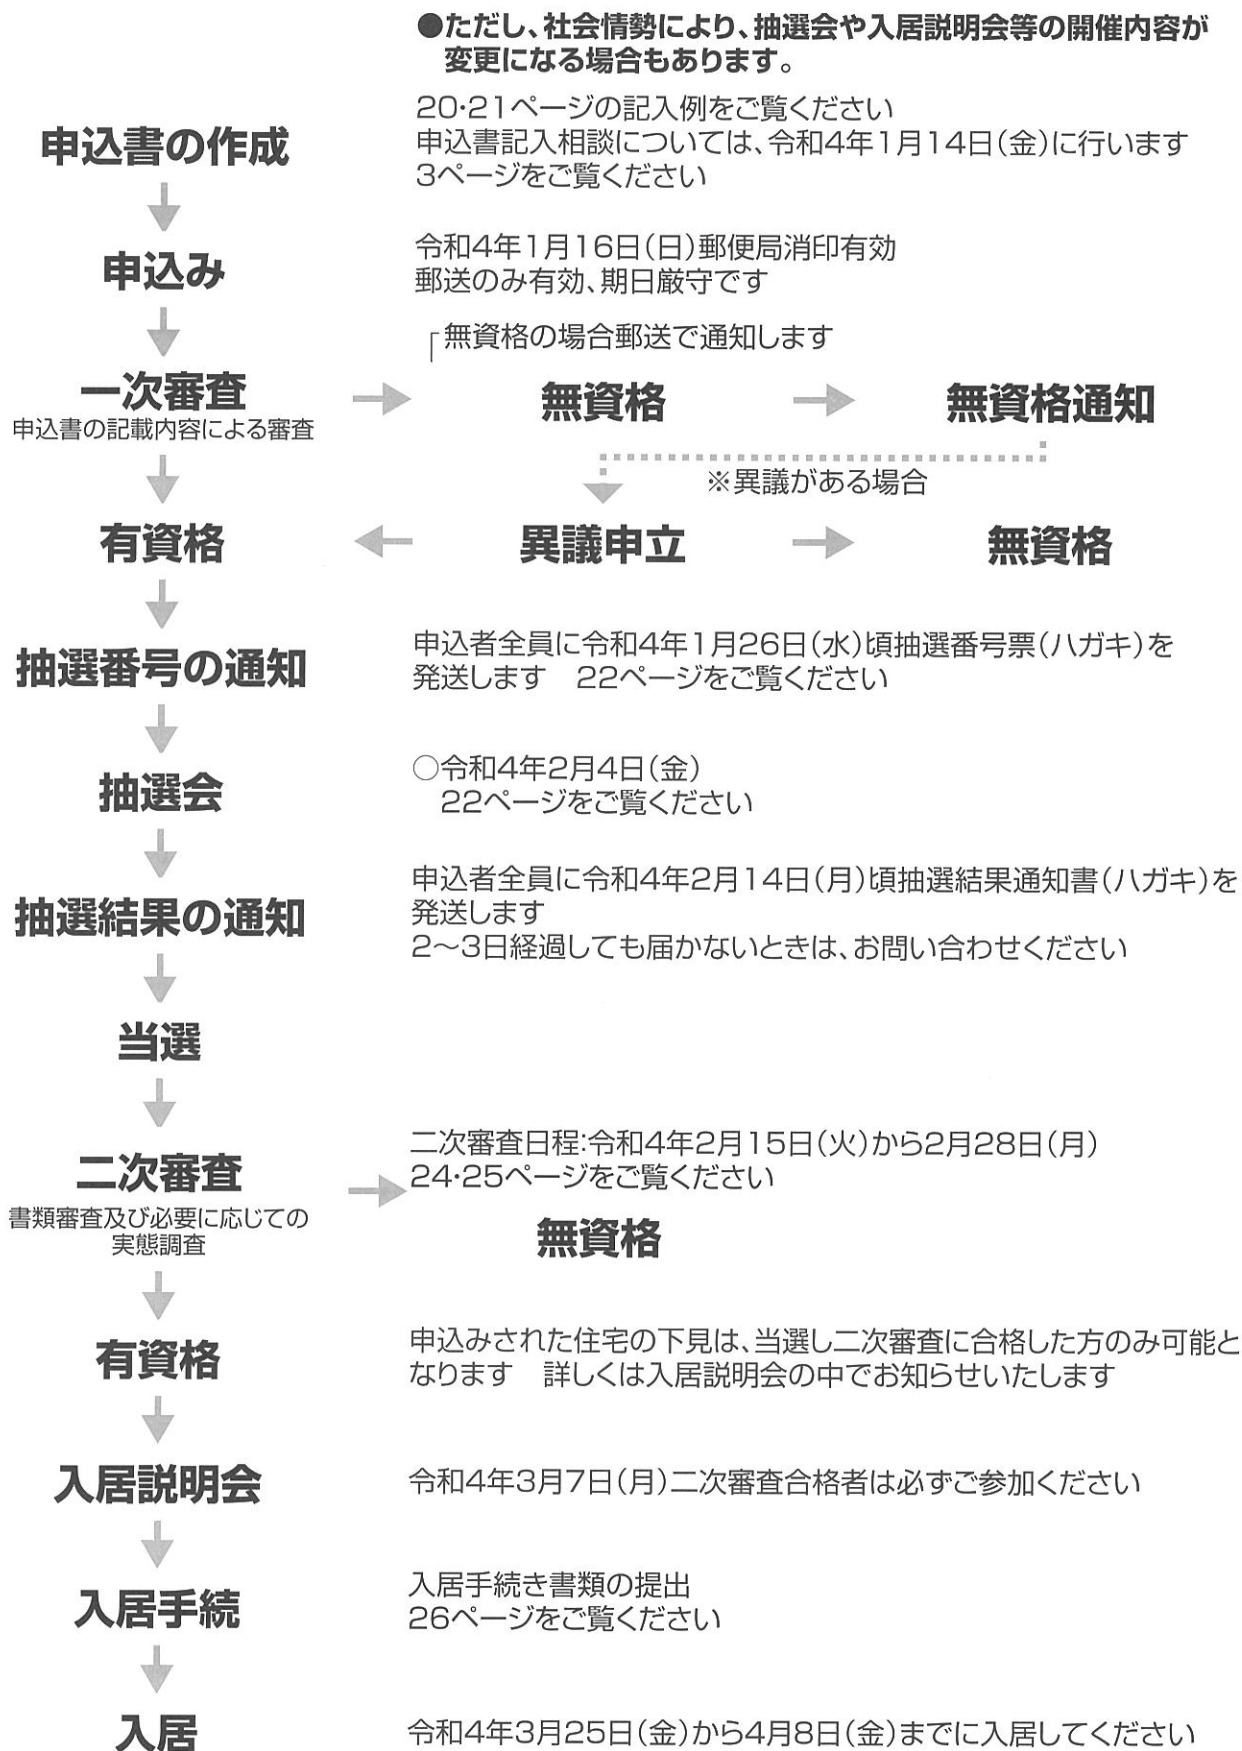 ●ただし、社会情勢により、抽選会や入居説明会等の開催内容が
変更になる場合もあります。
申込書の作成
20・21ページの記入例をご覧ください
申込書記入相談については、令和4年1月14日(金)に行います
3ページをご覧ください
申込み
令和4年1月16日(日)郵便局消印有効
郵送のみ有効、期日厳守です
無資格の場合郵送で通知します
一次審査
申込書の記載内容による審査
無資格
無資格通知
※異議がある場合
有資格
異議申立
無資格
抽選番号の通知
申込者全員に令和4年1月26日(水)頃抽選番号票(ハガキ)を
発送します　22ページをご覧ください
抽選会
○令和4年2月4日(金)
22ページをご覧ください
抽選結果の通知
申込者全員に令和4年2月14日(月)頃抽選結果通知書(ハガキ)を
発送します
2～3日経過しても届かないときは、お問い合わせください
当選
二次審査
書類審査及び必要に応じての
実態調査
二次審査日程:令和4年2月15日(火)から2月28日(月)
24・25ページをご覧ください
無資格
有資格
申込みされた住宅の下見は、当選し二次審査に合格した方のみ可能と
なります　詳しくは入居説明会の中でお知らせいたします
入居説明会
令和4年3月7日(月)二次審査合格者は必ずご参加ください
入居手続
入居手続き書類の提出
26ページをご覧ください
入居
令和4年3月25日(金)から4月8日(金)までに入居してください